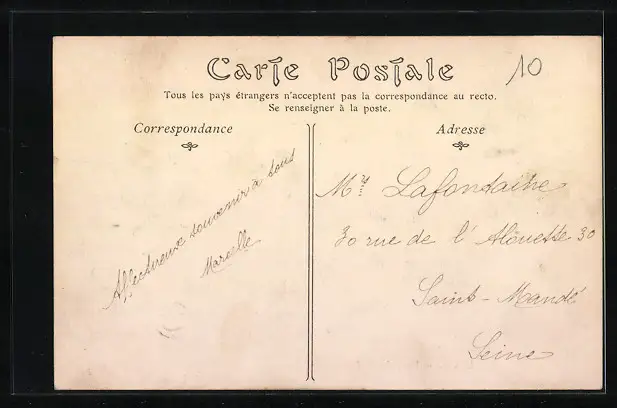 Carte Postale
10
Tous les pays étrangers n'acceptent pas la correspondance au recto.
Se renseigner à la poste.
Correspondance
Affectueux souvenir à tous
Marcelle
Adresse
Mr Lafontaine
30 rue de l'Alouette 30
Saint-Mandé
Seine